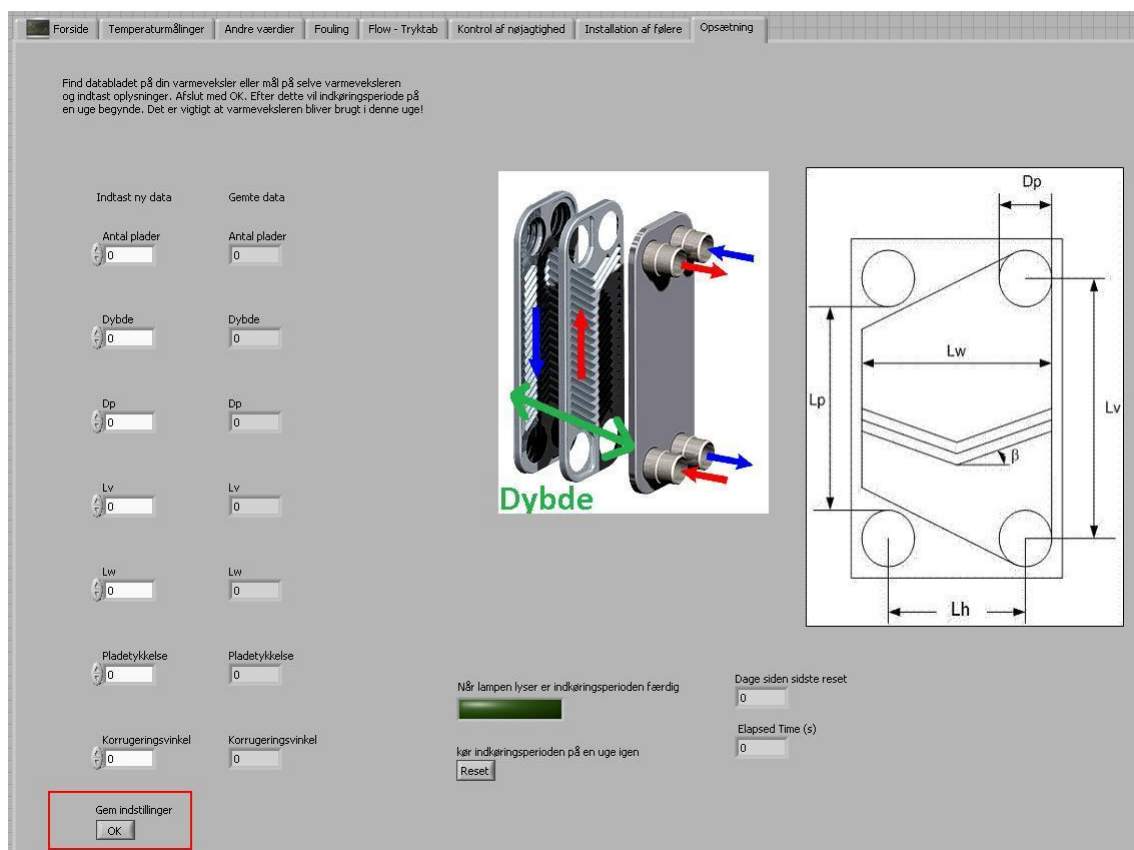 Forside
Temperaturmålinger
Andre værdier
Fouling
Flow - Tryktab
Kontrol af nøjagtighed
Installation af følere
Opsætning
Find databladet på din varmeveksler eller mål på selve varmeveksleren
og indtast oplysninger. Afslut med OK. Efter dette vil indkøringsperiode på
en uge begynde. Det er vigtigt at varmeveksleren bliver brugt i denne uge!
Indtast ny data
Gemte data
Antal plader
0
Antal plader
0
Dybde
0
Dybde
0
Dp
0
Dp
0
Lv
0
Lv
0
Lw
0
Lw
0
Pladetykkelse
0
Pladetykkelse
0
Korrugeringsvinkel
0
Korrugeringsvinkel
0
Gem indstillinger
OK
Dybde
Dp
Lw
Lp
Lv
β
Lh
Når lampen lyser er indkøringsperioden færdig
kør indkøringsperioden på en uge igen
Reset
Dage siden sidste reset
0
Elapsed Time (s)
0